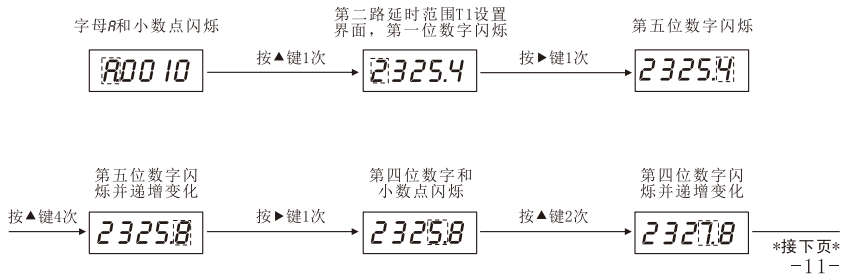 字母A和小数点闪烁
A.0010
按▲键1次
第二路延时范围T1设置
界面，第一位数字闪烁
2325.4
按▶键1次
第五位数字闪烁
2325.4
按▲键4次
第五位数字闪
烁并递增变化
2325.8
按▶键1次
第四位数字和
小数点闪烁
2325.8
按▲键2次
第四位数字闪
烁并递增变化
2327.8
*接下页*
-11-